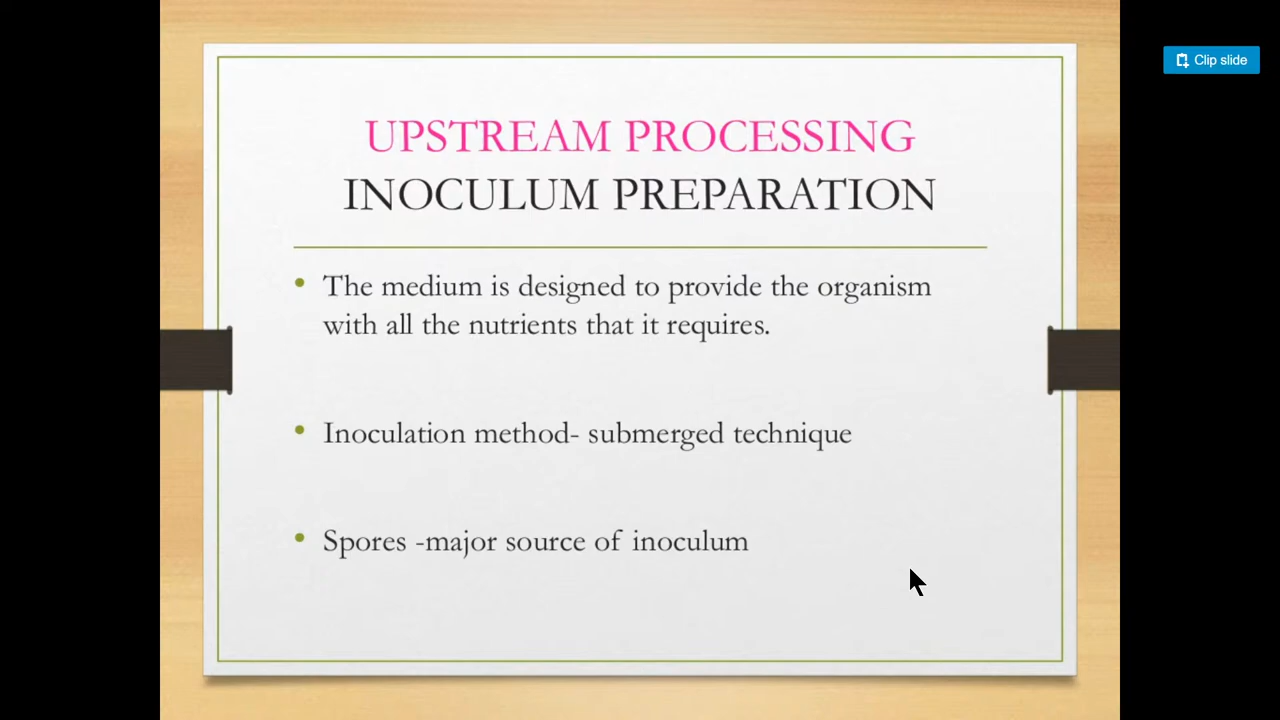 Clip slide
UPSTREAM PROCESSING
INOCULUM PREPARATION
• The medium is designed to provide the organism
with all the nutrients that it requires.
• Inoculation method- submerged technique
• Spores -major source of inoculum